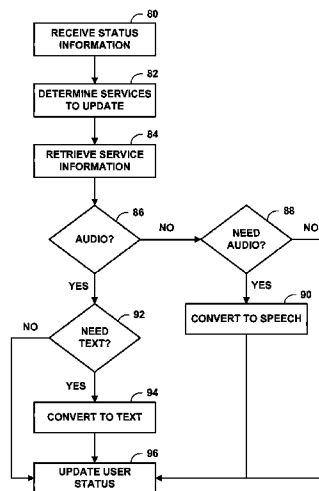 80
RECEIVE STATUS
INFORMATION
82
DETERMINE SERVICES
TO UPDATE
84
RETRIEVE SERVICE
INFORMATION
86
AUDIO?
NO
88
NEED
AUDIO?
NO
YES
YES
90
CONVERT TO SPEECH
92
NO
NEED
TEXT?
YES
94
CONVERT TO TEXT
96
UPDATE USER
STATUS